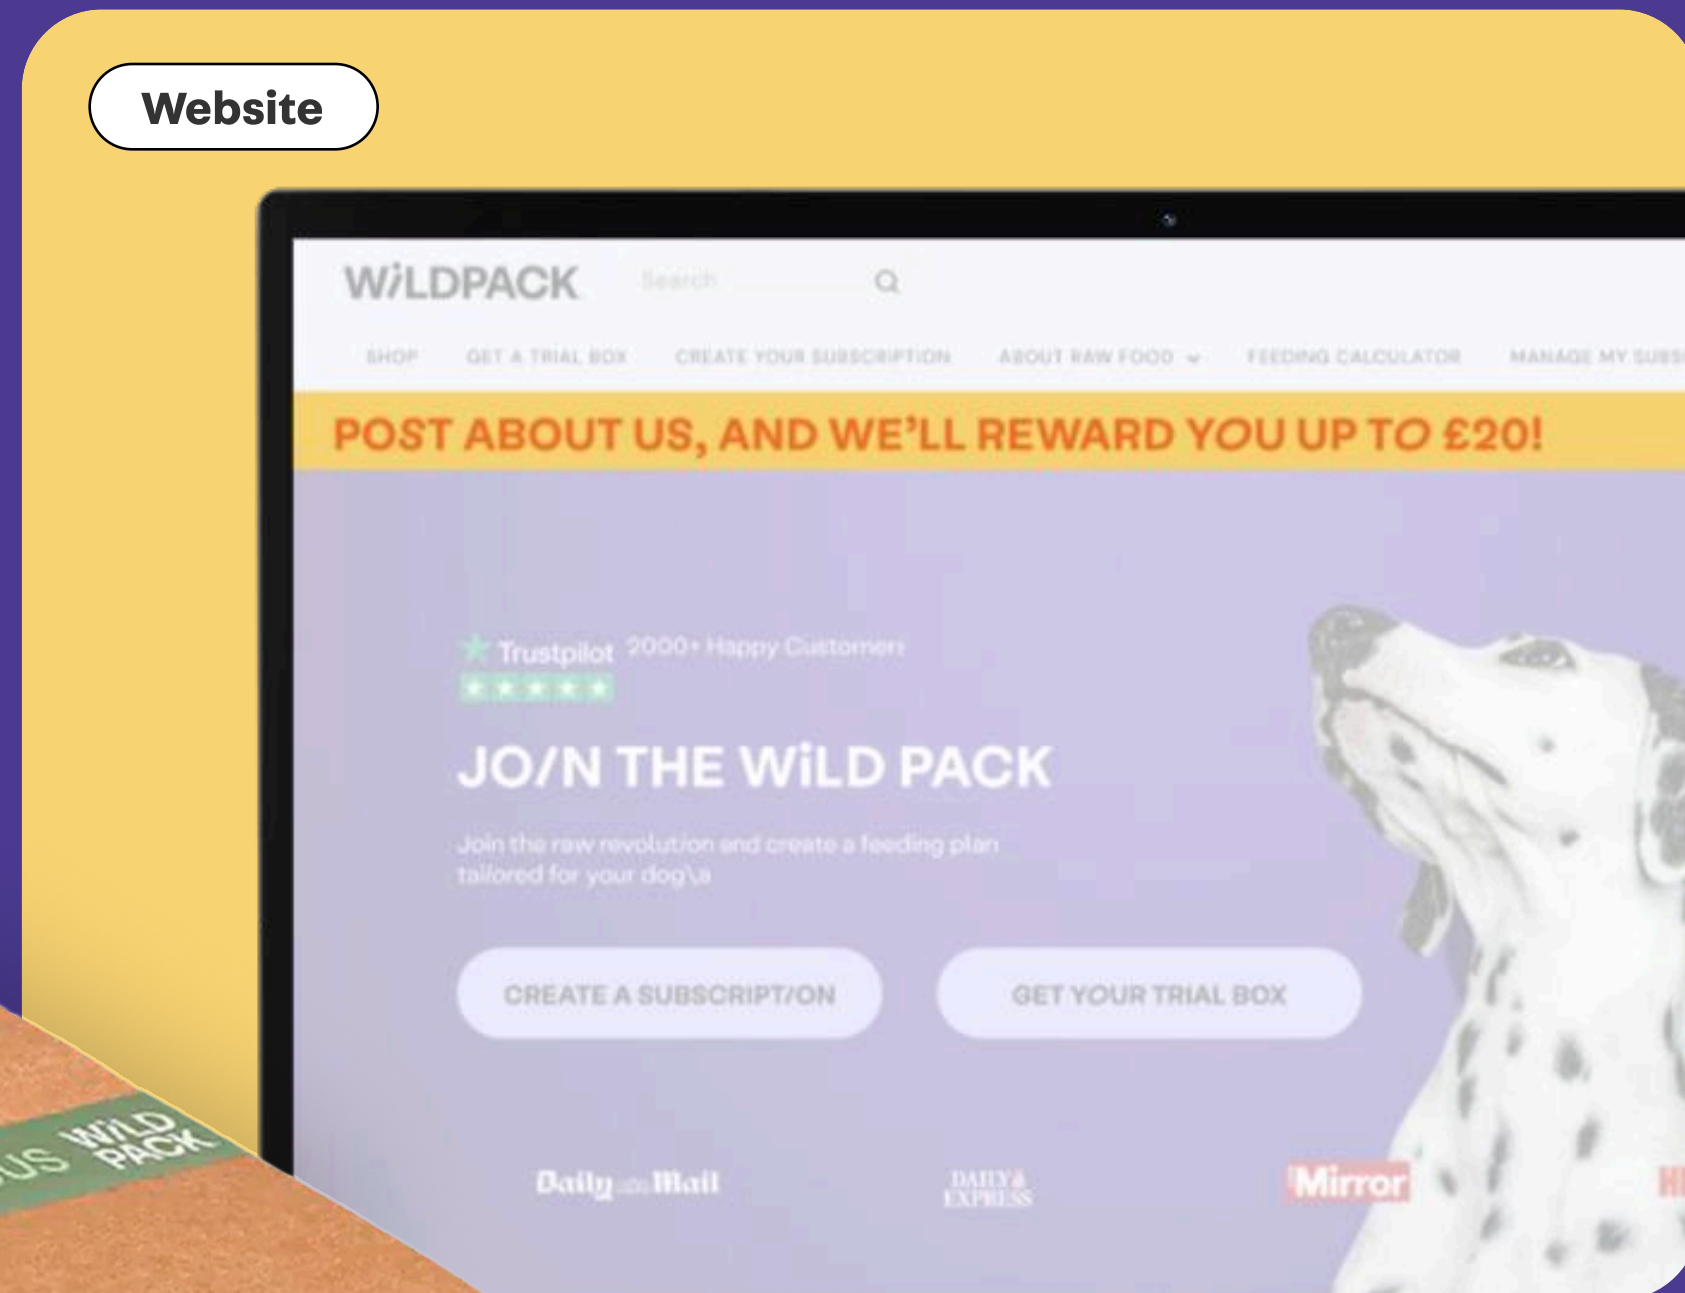 Website
WiLDPACK
Search
SHOP GET A TRIAL BOX CREATE YOUR SUBSCRIPTION ABOUT RAW FOOD FEEDING CALCULATOR MANAGE MY
POST ABOUT US, AND WE'LL REWARD YOU UP TO £20!
Trustpilot 2000+ Happy Customers
JO/N THE WiLD PACK
Join the raw revolution and create a feeding plan
tailored for your dog\s
CREATE A SUBSCRIPT/ON GET YOUR TRIAL BOX
WiLD
PACK
Daily Mail
DAILY
EXPRESS
Mirror